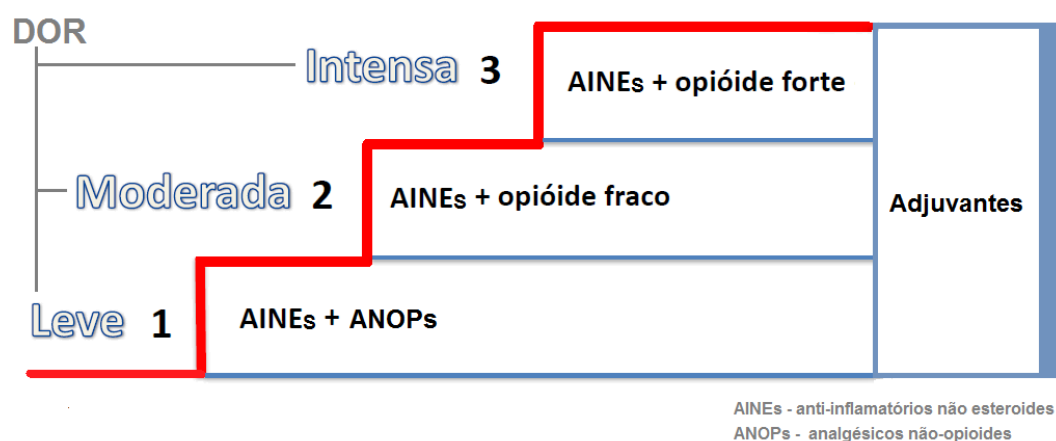 DOR
Intensa 3
AINEs + opióide forte
Moderada 2
AINEs + opióide fraco
Adjuvantes
Leve 1
AINEs + ANOPs
AINEs - anti-inflamatórios não esteroides
ANOPs - analgésicos não-opioides